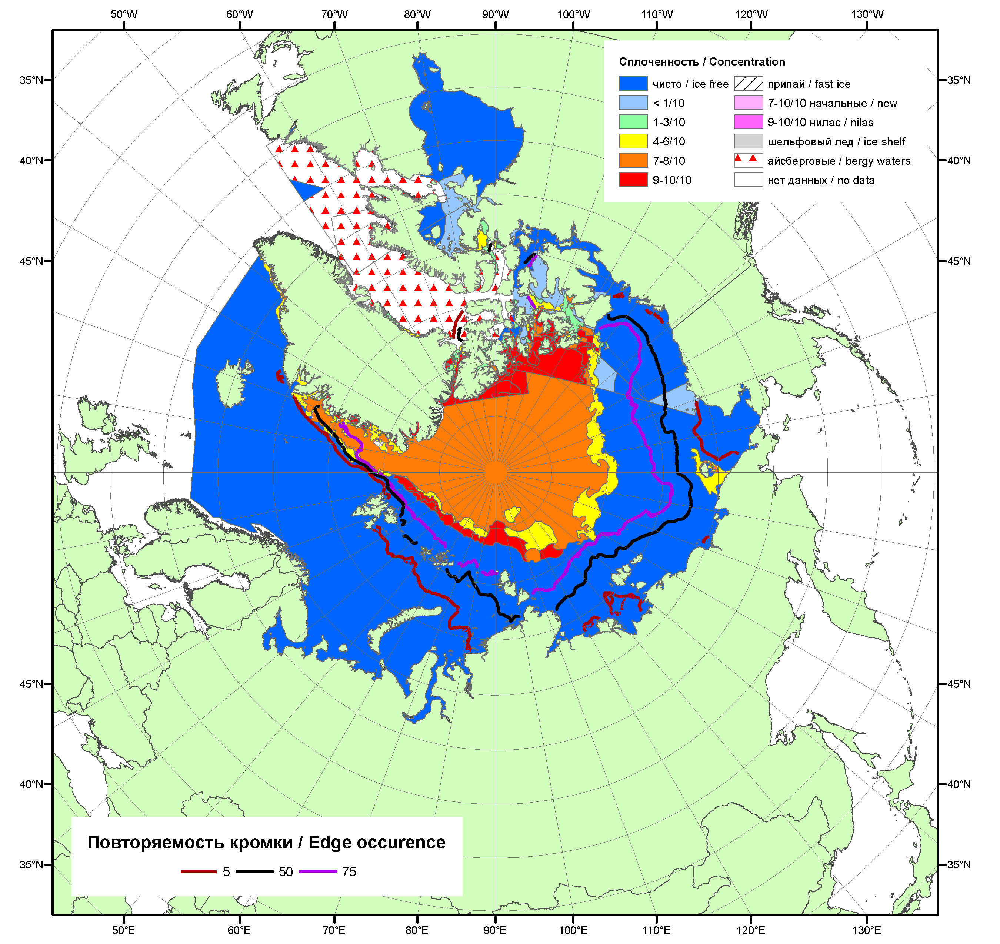 50°W 60°W 70°W 80°W 90°W 100°W 110°W 120°W 130°W
Сплоченность / Concentration
чисто / ice free
< 1/10
1-3/10
4-6/10
7-8/10
9-10/10
припай / fast ice
7-10/10 начальные / new
9-10/10 нилас / nilas
шельфовый лед / ice shelf
айсберговые / bergy waters
нет данных / no data
35°N 35°N
40°N 40°N
45°N 45°N
45°N 45°N
40°N 40°N
35°N 35°N
Повторяемость кромки / Edge occurence
5 50 75
50°E 60°E 70°E 80°E 90°E 100°E 110°E 120°E 130°E